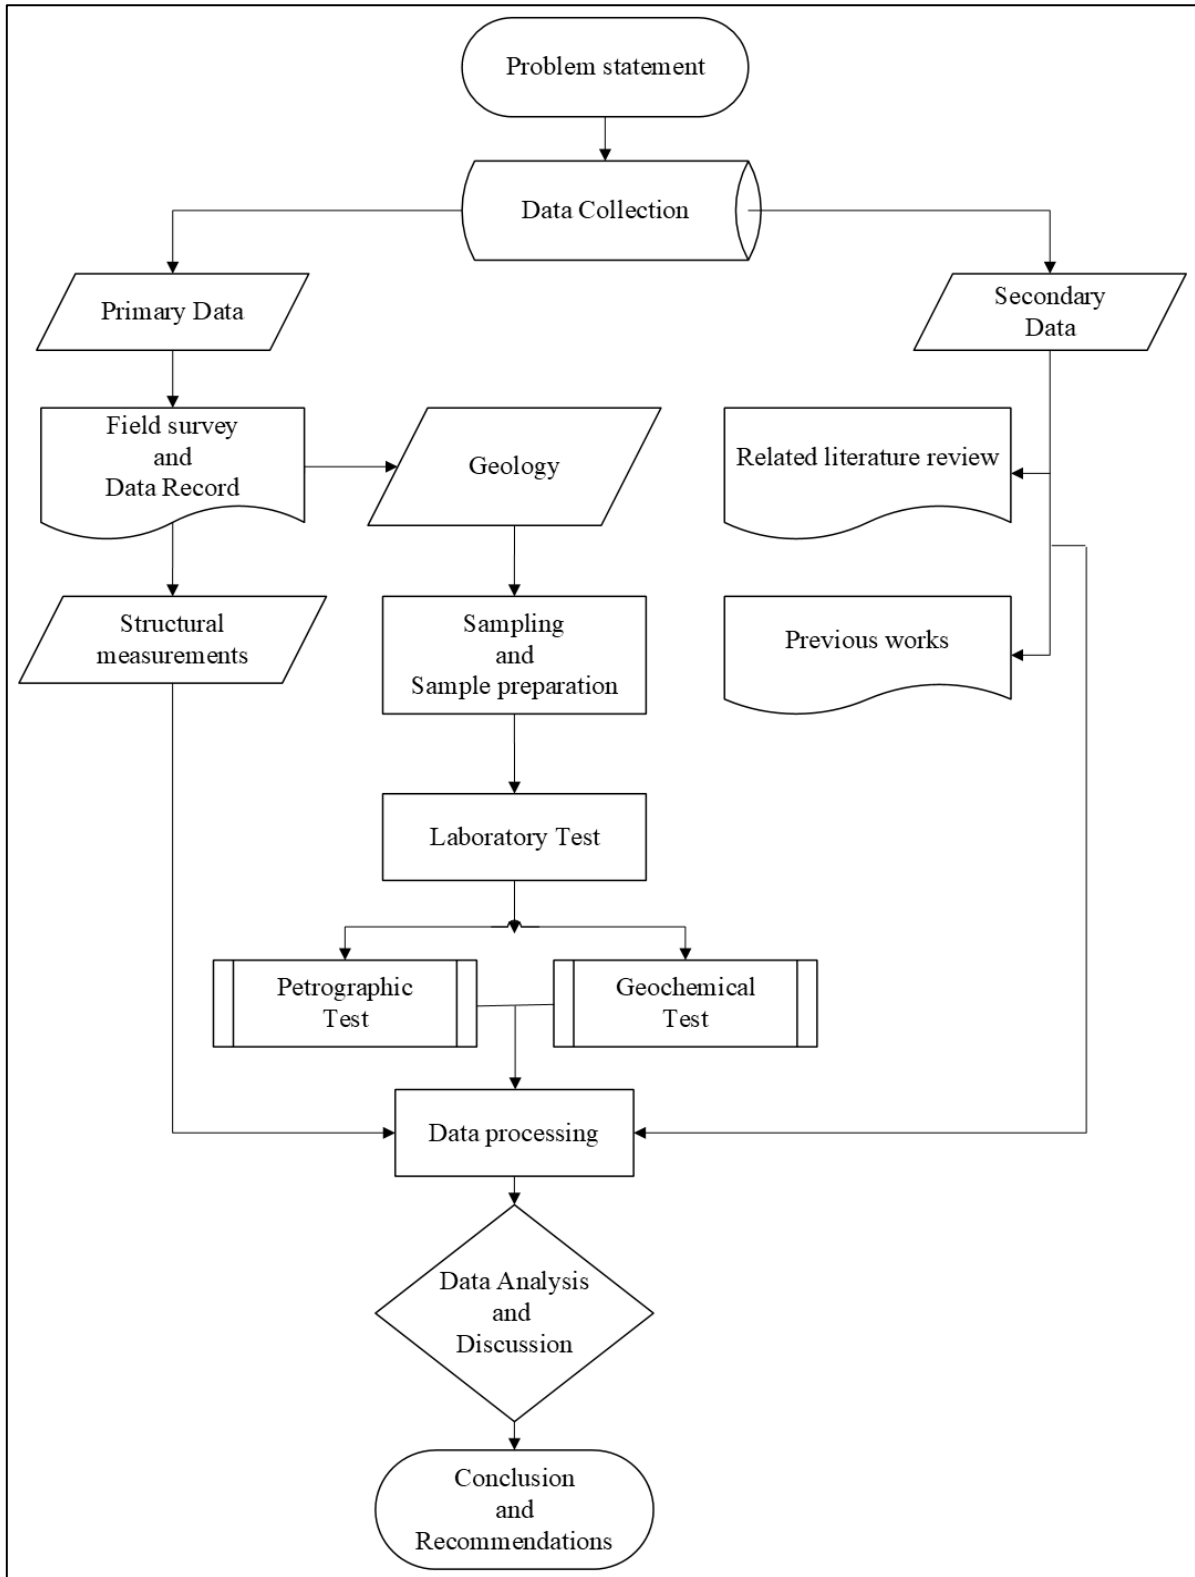 Problem statement
Data Collection
Primary Data
Secondary
Data
Field survey
and
Data Record
Geology
Related literature review
Structural
measurements
Sampling
and
Sample preparation
Previous works
Laboratory Test
Petrographic
Test
Geochemical
Test
Data processing
Data Analysis
and
Discussion
Conclusion
and
Recommendations